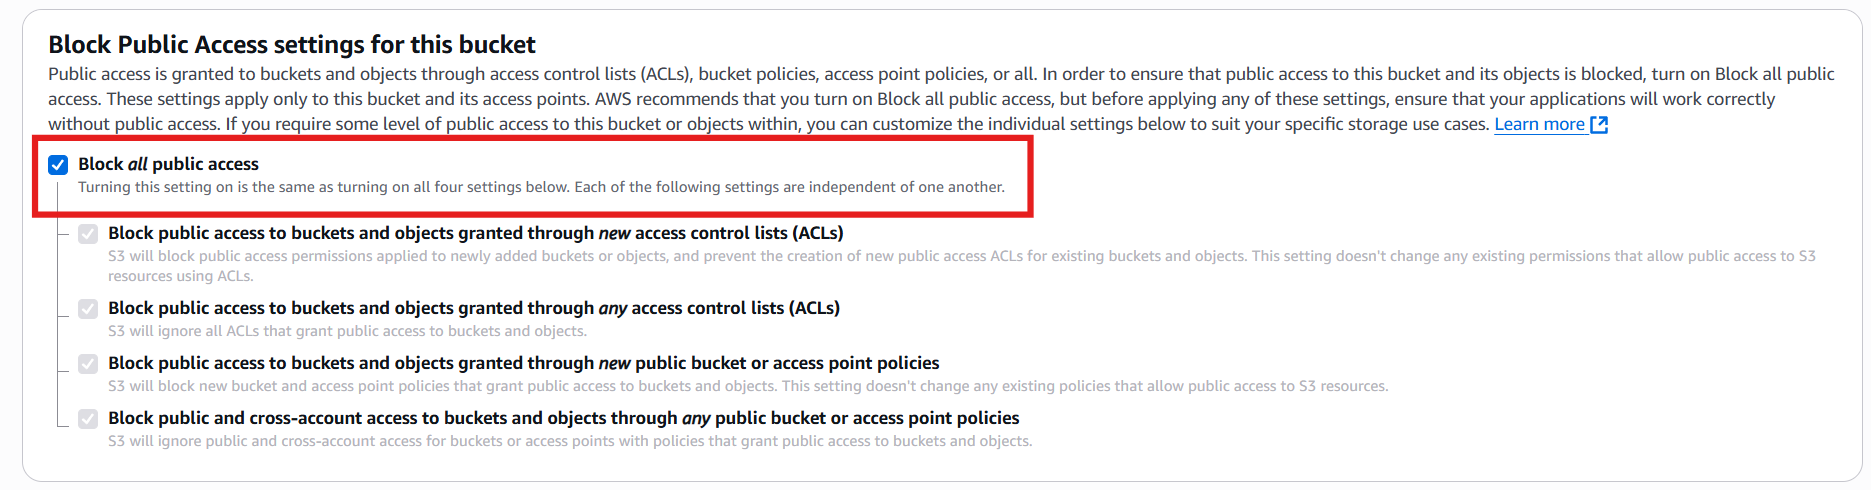 Block Public Access settings for this bucket
Public access is granted to buckets and objects through access control lists (ACLs), bucket policies, access point policies, or all. In order to ensure that public access to this bucket and its objects is blocked, turn on Block all public
access. These settings apply only to this bucket and its access points. AWS recommends that you turn on Block all public access, but before applying any of these settings, ensure that your applications will work correctly
without public access. If you require some level of public access to this bucket or objects within, you can customize the individual settings below to suit your specific storage use cases. Learn more
Block all public access
Turning this setting on is the same as turning on all four settings below. Each of the following settings are independent of one another.
Block public access to buckets and objects granted through new access control lists (ACLs)
S3 will block public access permissions applied to newly added buckets or objects, and prevent the creation of new public access ACLs for existing buckets and objects. This setting doesn't change any existing permissions that allow public access to S3
resources using ACLs.
Block public access to buckets and objects granted through any access control lists (ACLs)
S3 will ignore all ACLs that grant public access to buckets and objects.
Block public access to buckets and objects granted through new public bucket or access point policies
S3 will block new bucket and access point policies that grant public access to buckets and objects. This setting doesn't change any existing policies that allow public access to S3 resources.
Block public and cross-account access to buckets and objects through any public bucket or access point policies
S3 will ignore public and cross-account access for buckets or access points with policies that grant public access to buckets and objects.